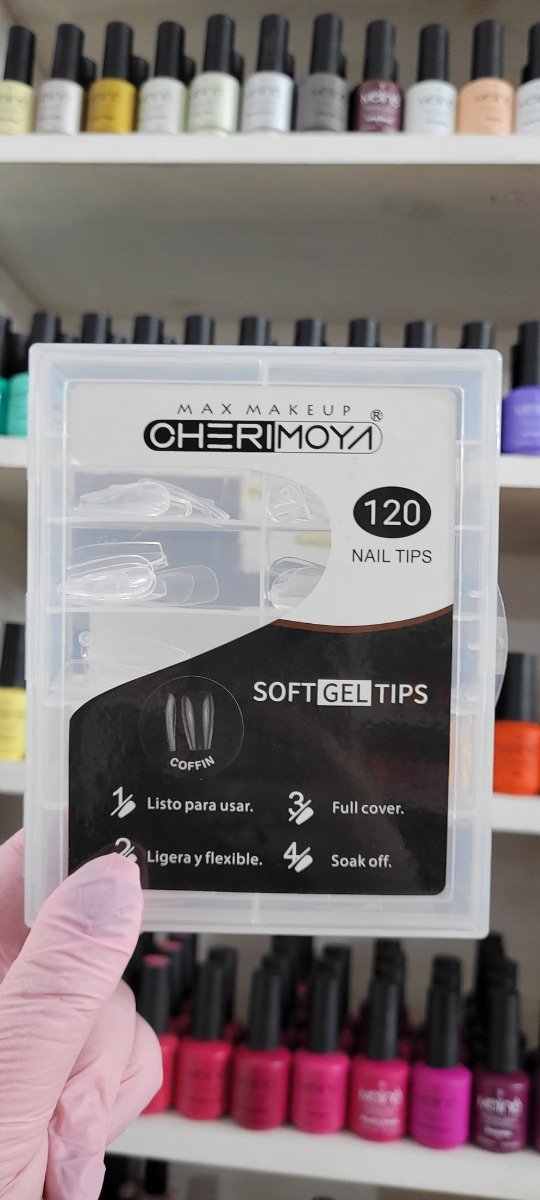 MAX MAKEUP
CHERIMOYA®
120
NAIL TIPS
SOFT GEL TIPS
COFFIN
1 Listo para usar.
3 Full cover.
2 Ligera y flexible.
4 Soak off.